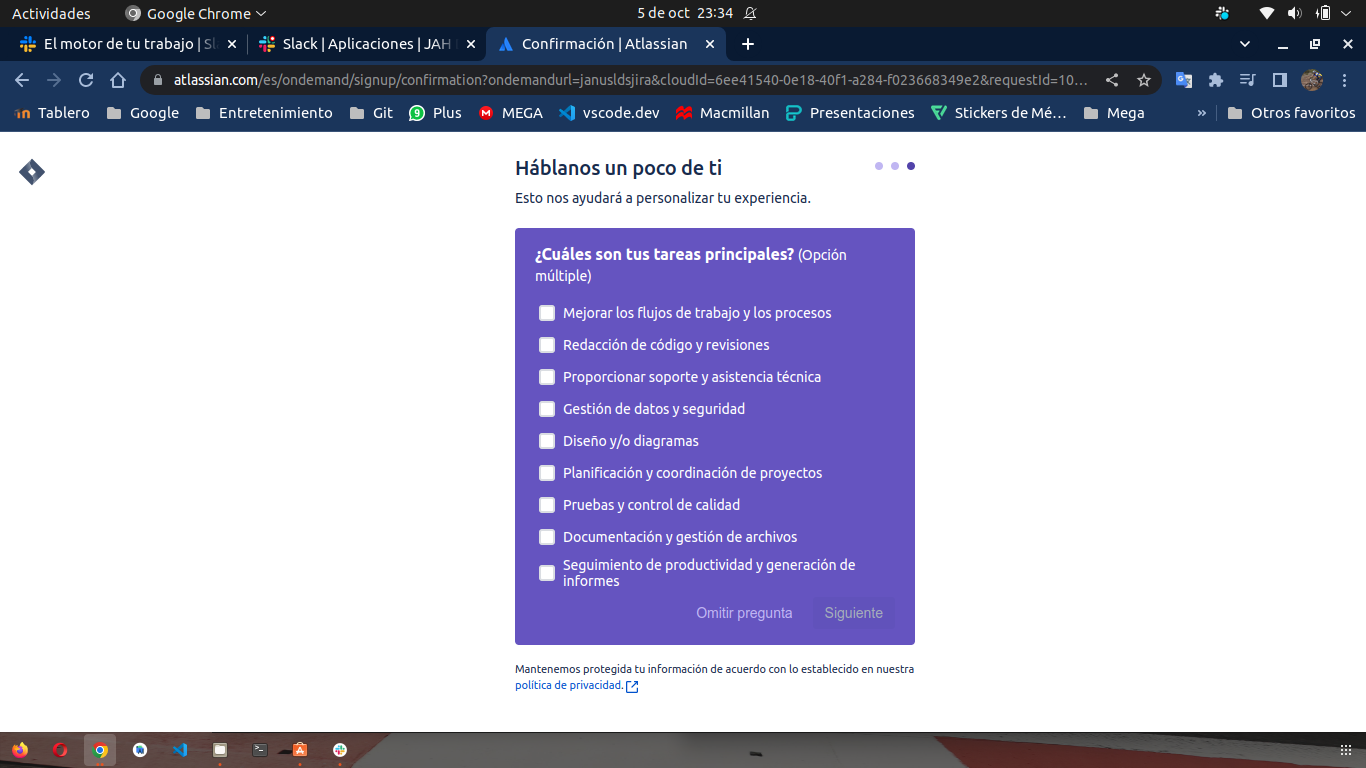 Actividades
Google Chrome
5 de oct 23:34
El motor de tu trabajo | Sl
Slack | Aplicaciones | JAH
Confirmación | Atlassian
atlassian.com/es/ondemand/signup/confirmation?ondemandurl=janusldsjira&cloudId=6ee41540-0e18-40f1-a284-f023668349e2&requestId=10…
Tablero
Google
Entretenimiento
Git
9
Plus
M
MEGA
vscode.dev
Macmillan
Presentaciones
Stickers de Mé…
Mega
»
Otros favoritos
Háblanos un poco de ti
Esto nos ayudará a personalizar tu experiencia.
¿Cuáles son tus tareas principales? (Opción
múltiple)
Mejorar los flujos de trabajo y los procesos
Redacción de código y revisiones
Proporcionar soporte y asistencia técnica
Gestión de datos y seguridad
Diseño y/o diagramas
Planificación y coordinación de proyectos
Pruebas y control de calidad
Documentación y gestión de archivos
Seguimiento de productividad y generación de
informes
Omitir pregunta
Siguiente
Mantenemos protegida tu información de acuerdo con lo establecido en nuestra
política de privacidad.